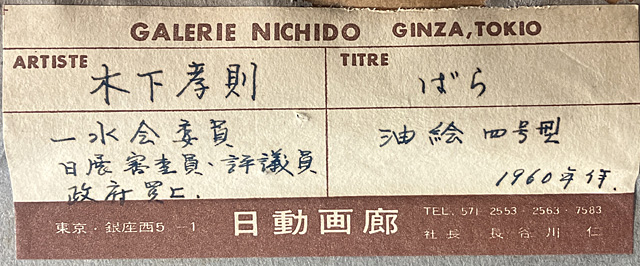 GALERIE NICHIDO GINZA,TOKIO
ARTISTE
木下孝則
TITRE
ばら
一水会委員
日展審査員、評議員
政府買上.
油絵 四号型
1960年作.
東京・銀座西5-1
日動画廊
TEL. 571-2553・2563・7583
社長 長谷川仁